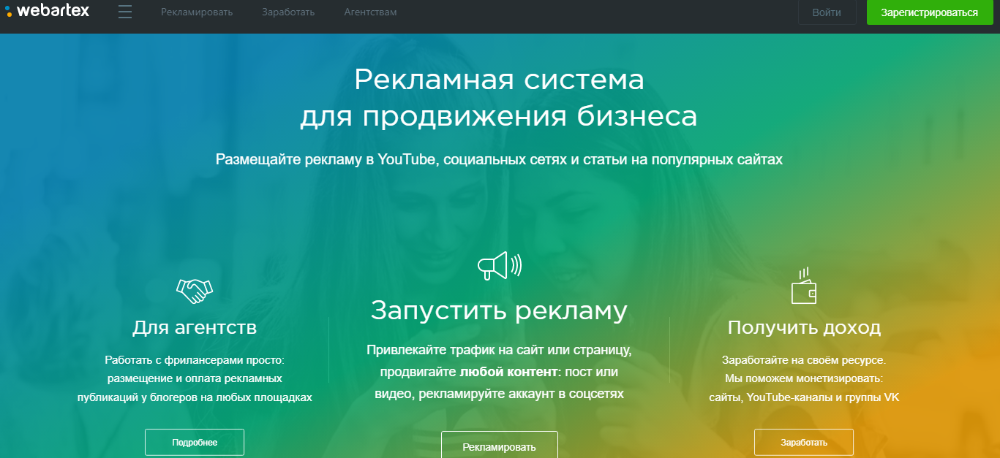 webartex
Рекламировать
Заработать
Агентствам
Войти
Зарегистрироваться
Рекламная система
для продвижения бизнеса
Размещайте рекламу в YouTube, социальных сетях и статьи на популярных сайтах
Для агентств
Работать с фрилансерами просто:
размещение и оплата рекламных
публикаций у блогеров на любых площадках
Подробнее
Запустить рекламу
Привлекайте трафик на сайт или страницу,
продвигайте любой контент: пост или
видео, рекламируйте аккаунт в соцсетях
Рекламировать
Получить доход
Заработайте на своём ресурсе.
Мы поможем монетизировать:
сайты, YouTube-каналы и группы VK
Заработать